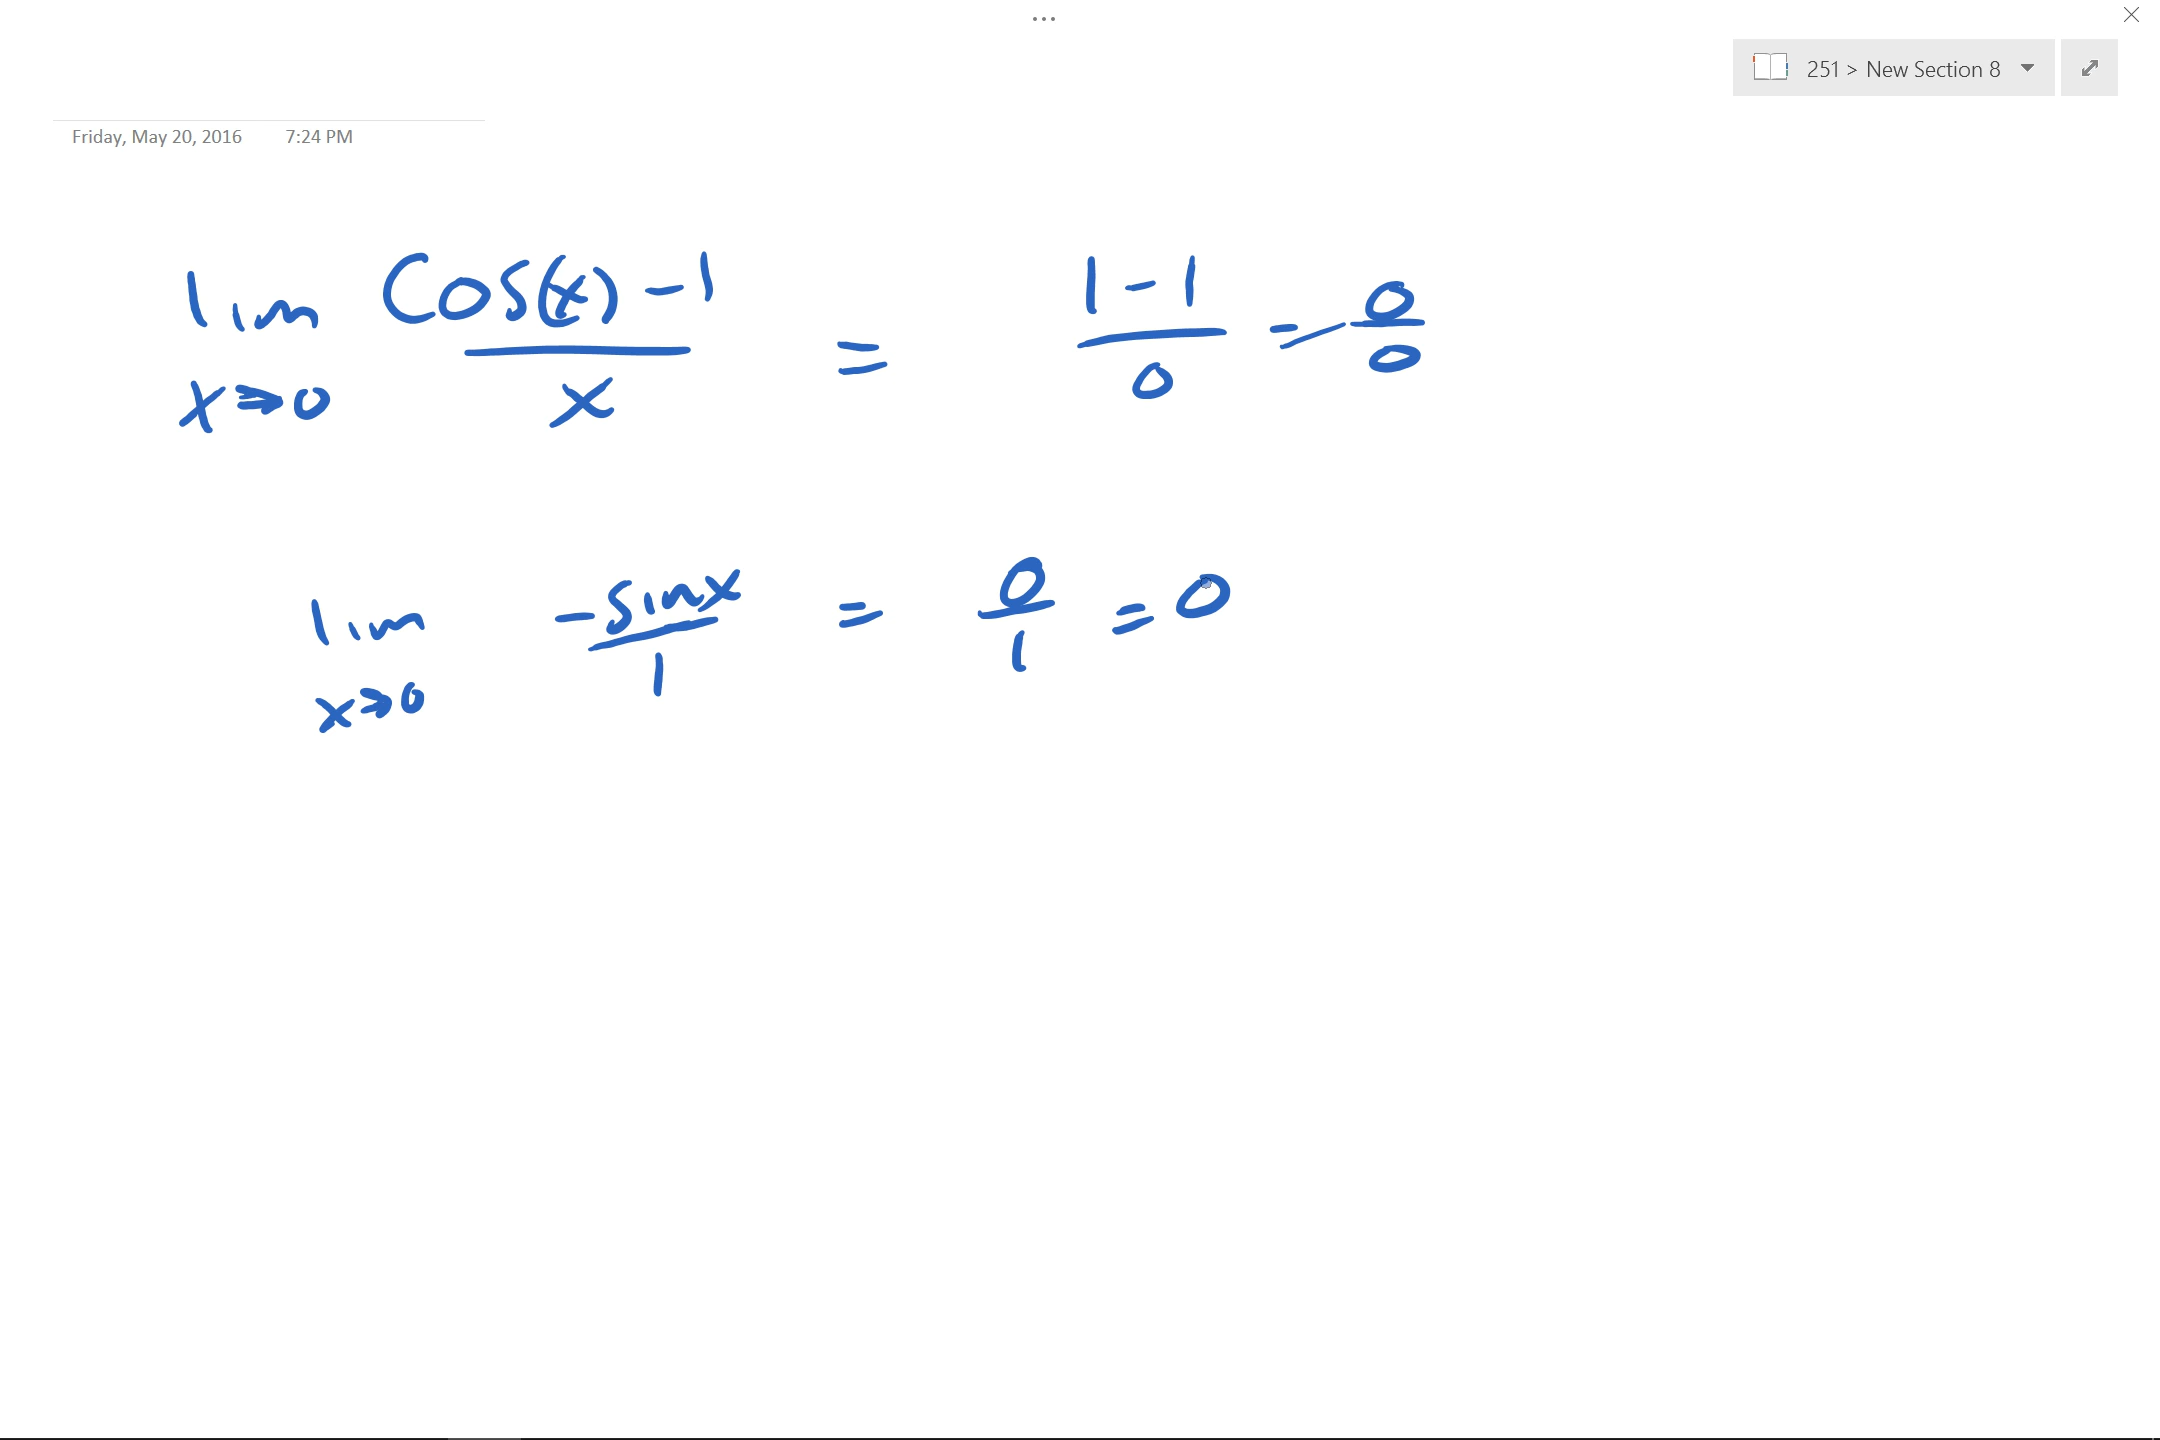 ...
251 > New Section 8
Friday, May 20, 2016 7:24 PM
lim Cos(x) - 1 / x = 1 - 1 / 0 = 0 / 0
x → 0
lim - sin x / 1 = 0 / 1 = 0
x → 0